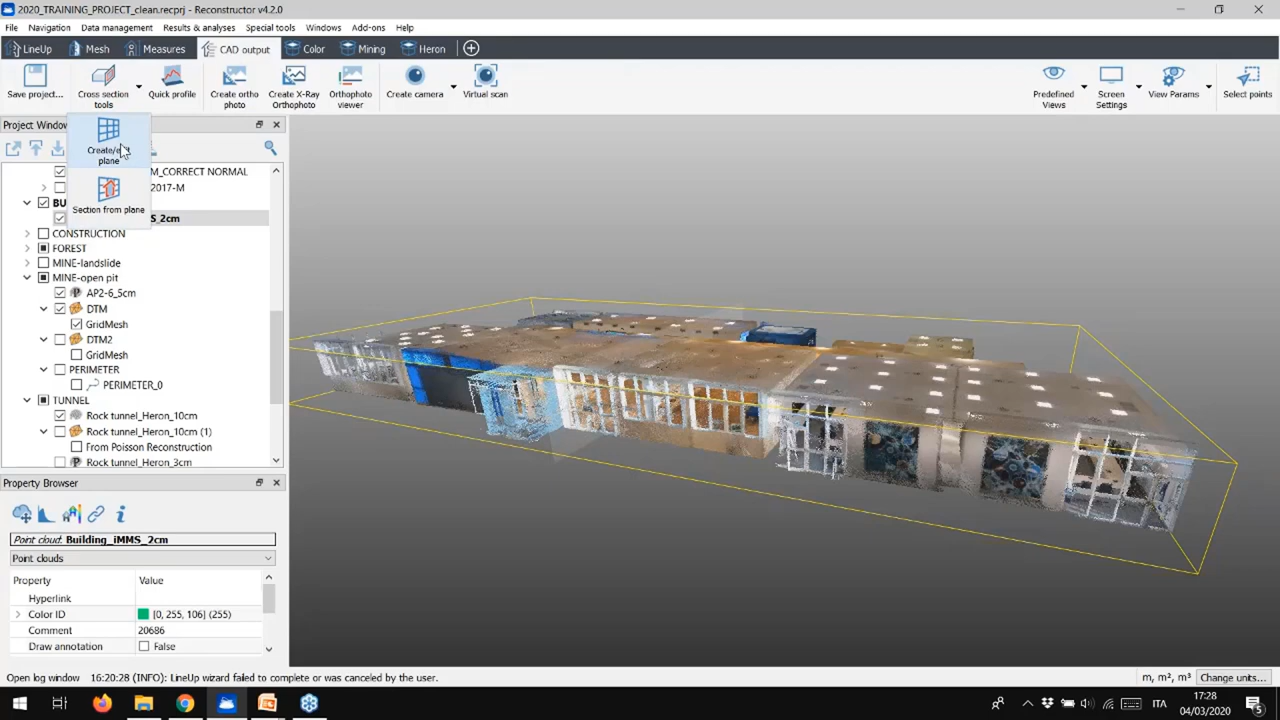 2020_TRAINING_PROJECT_clean.recprj - Reconstructor v4.2.0
File Navigation Data management Results & analyses Special tools Windows Add-ons Help
LineUp Mesh Measures CAD output Color Mining Heron
Save project... Cross section tools Quick profile Create ortho photo Create X-Ray Orthophoto Orthophoto viewer Create camera Virtual scan Predefined Views Screen Settings View Params Select points
Project Window
plane
Section from plane
M_CORRECT NORMAL
2017-M
BU
S_2cm
CONSTRUCTION
FOREST
MINE-landslide
MINE-open pit
AP2-6_5cm
DTM
GridMesh
DTM2
GridMesh
PERIMETER
PERIMETER_0
TUNNEL
Rock tunnel_Heron_10cm
Rock tunnel_Heron_10cm (1)
From Poisson Reconstruction
Rock tunnel_Heron_3cm
Property Browser
Point cloud: Building_iMMS_2cm
Point clouds
Property Value
Hyperlink
Color ID [0, 255, 106] (255)
Comment 20686
Draw annotation False
Open log window 16:20:28 (INFO): LineUp wizard failed to complete or was canceled by the user.
m, m², m³ Change units...
ITA
17:28
04/03/2020
5